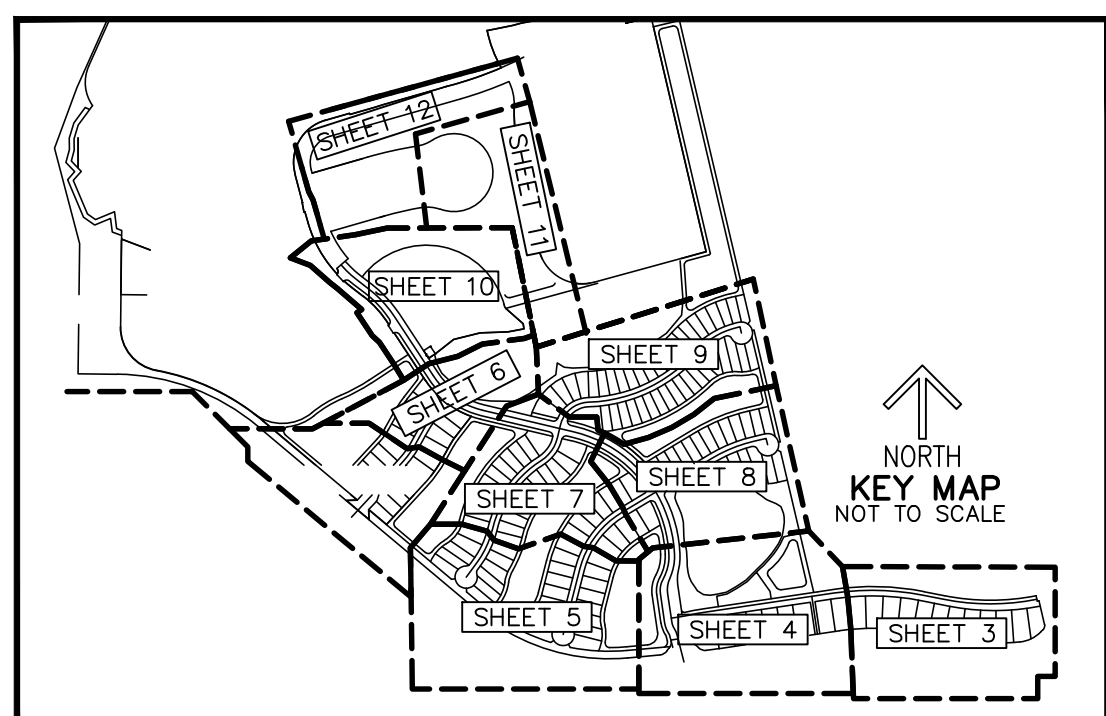 SHEET 12
SHEET 11
SHEET 10
SHEET 9
SHEET 6
SHEET 8
SHEET 7
NORTH
KEY MAP
NOT TO SCALE
SHEET 5
SHEET 4
SHEET 3